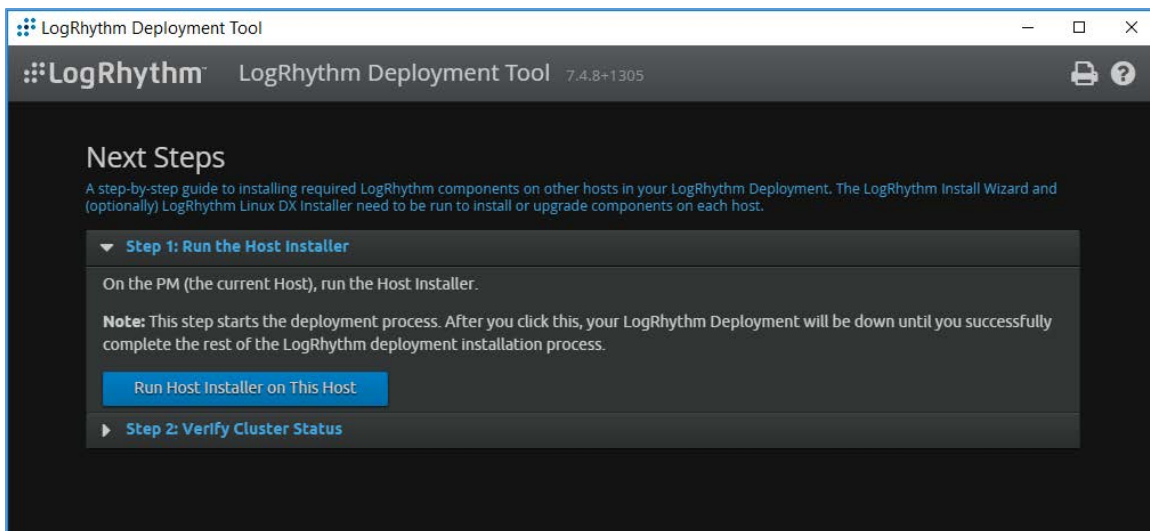 LogRhythm Deployment Tool
LogRhythm™ LogRhythm Deployment Tool 7.4.8+1305
Next Steps
A step-by-step guide to installing required LogRhythm components on other hosts in your LogRhythm Deployment. The LogRhythm Install Wizard and
(optionally) LogRhythm Linux DX Installer need to be run to install or upgrade components on each host.
Step 1: Run the Host Installer
On the PM (the current Host), run the Host Installer.
Note: This step starts the deployment process. After you click this, your LogRhythm Deployment will be down until you successfully
complete the rest of the LogRhythm deployment installation process.
Run Host Installer on This Host
Step 2: Verify Cluster Status